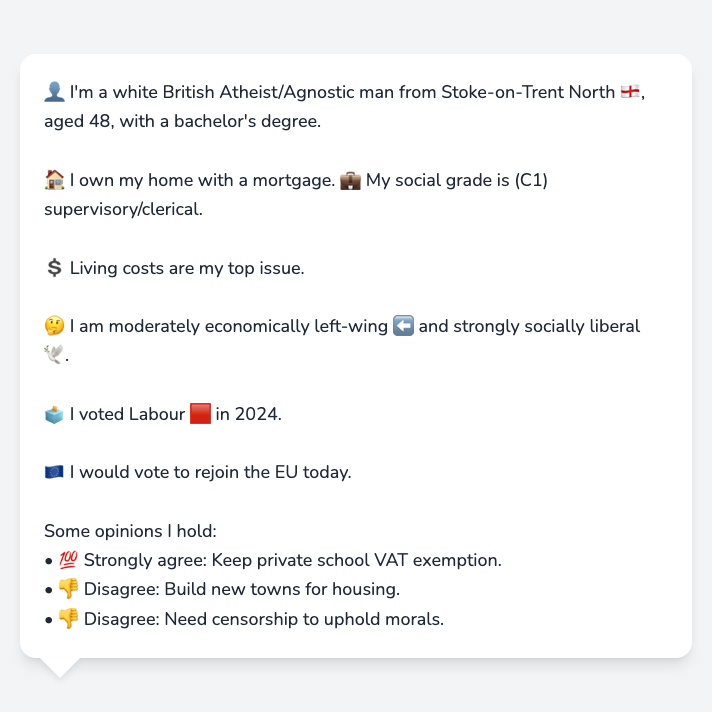 👤 I'm a white British Atheist/Agnostic man from Stoke-on-Trent North 🏴󠁧󠁢󠁥󠁮󠁧󠁿,
aged 48, with a bachelor's degree.
🏠 I own my home with a mortgage. 💼 My social grade is (C1)
supervisory/clerical.
💲 Living costs are my top issue.
🤔 I am moderately economically left-wing ⬅️ and strongly socially liberal
🕊️.
🗳️ I voted Labour 🟥 in 2024.
🇪🇺 I would vote to rejoin the EU today.
Some opinions I hold:
• 💯 Strongly agree: Keep private school VAT exemption.
• 👎 Disagree: Build new towns for housing.
• 👎 Disagree: Need censorship to uphold morals.